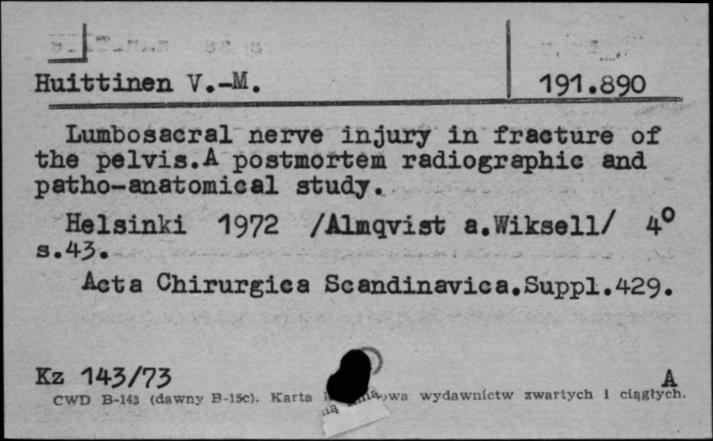 Huittinen V.-M. 191.890
Lumbosacral nerve injury in fracture of
the pelvis.A postmortem radiographic and
patho-anatomical study.
Helsinki 1972 /Almqvist a.Wiksell/ 4⁰
s.43.
Acta Chirurgica Scandinavica.Suppl.429.
Kz 143/73 A
CWD B-143 (dawny B-15c). Karta wydawnictw zwartych i ciągłych.